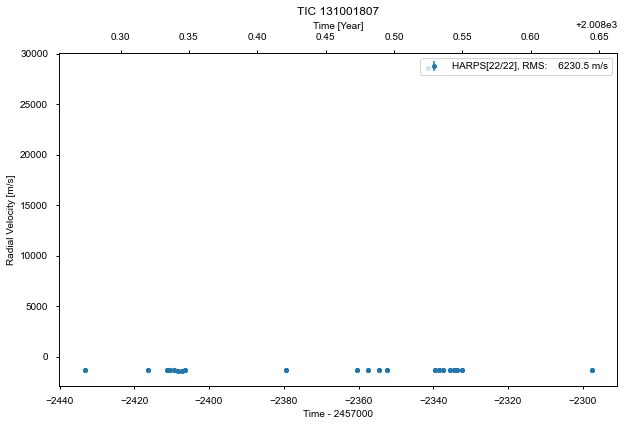 TIC 131001807
Time [Year]
0.30 0.35 0.40 0.45 0.50 0.55 0.60 0.65
+2.008e3
HARPS[22/22], RMS: 6230.5 m/s
Radial Velocity [m/s]
30000
25000
20000
15000
10000
5000
0
−2440 −2420 −2400 −2380 −2360 −2340 −2320 −2300
Time - 2457000